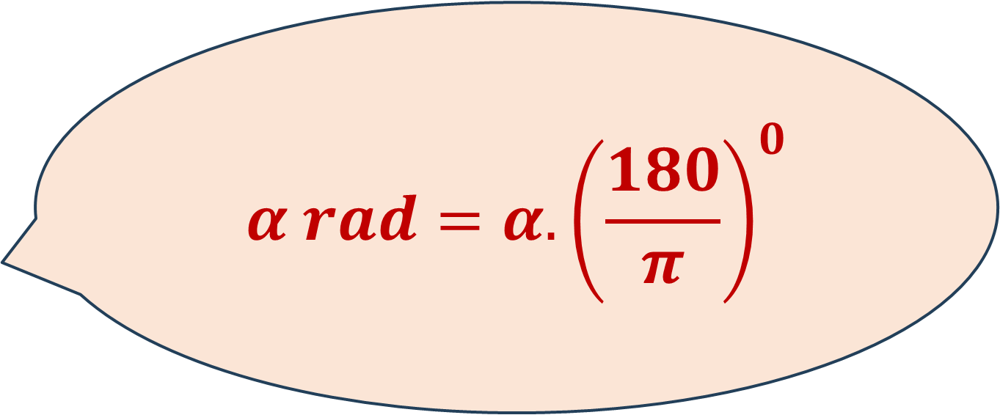 α rad = α. (180/π)⁰